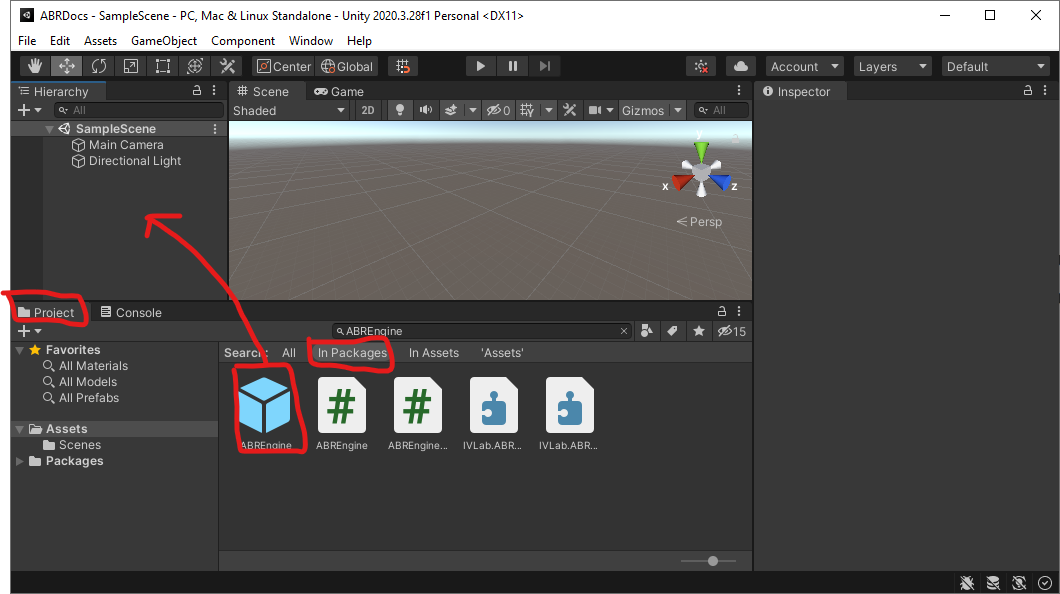 ABRDocs - SampleScene - PC, Mac & Linux Standalone - Unity 2020.3.28f1 Personal <DX11>
File Edit Assets GameObject Component Window Help
Center Global Account Layers Default
Hierarchy
All
SampleScene
Main Camera
Directional Light
Scene Game
Shaded 2D 0 Gizmos All
y
x z
Persp
Inspector
Project Console
ABREngine 15
Favorites
All Materials
All Models
All Prefabs
Assets
Scenes
Packages
Search: All In Packages In Assets 'Assets'
ABREngine ABREngine ABREngine... IVLab.ABR... IVLab.ABR...